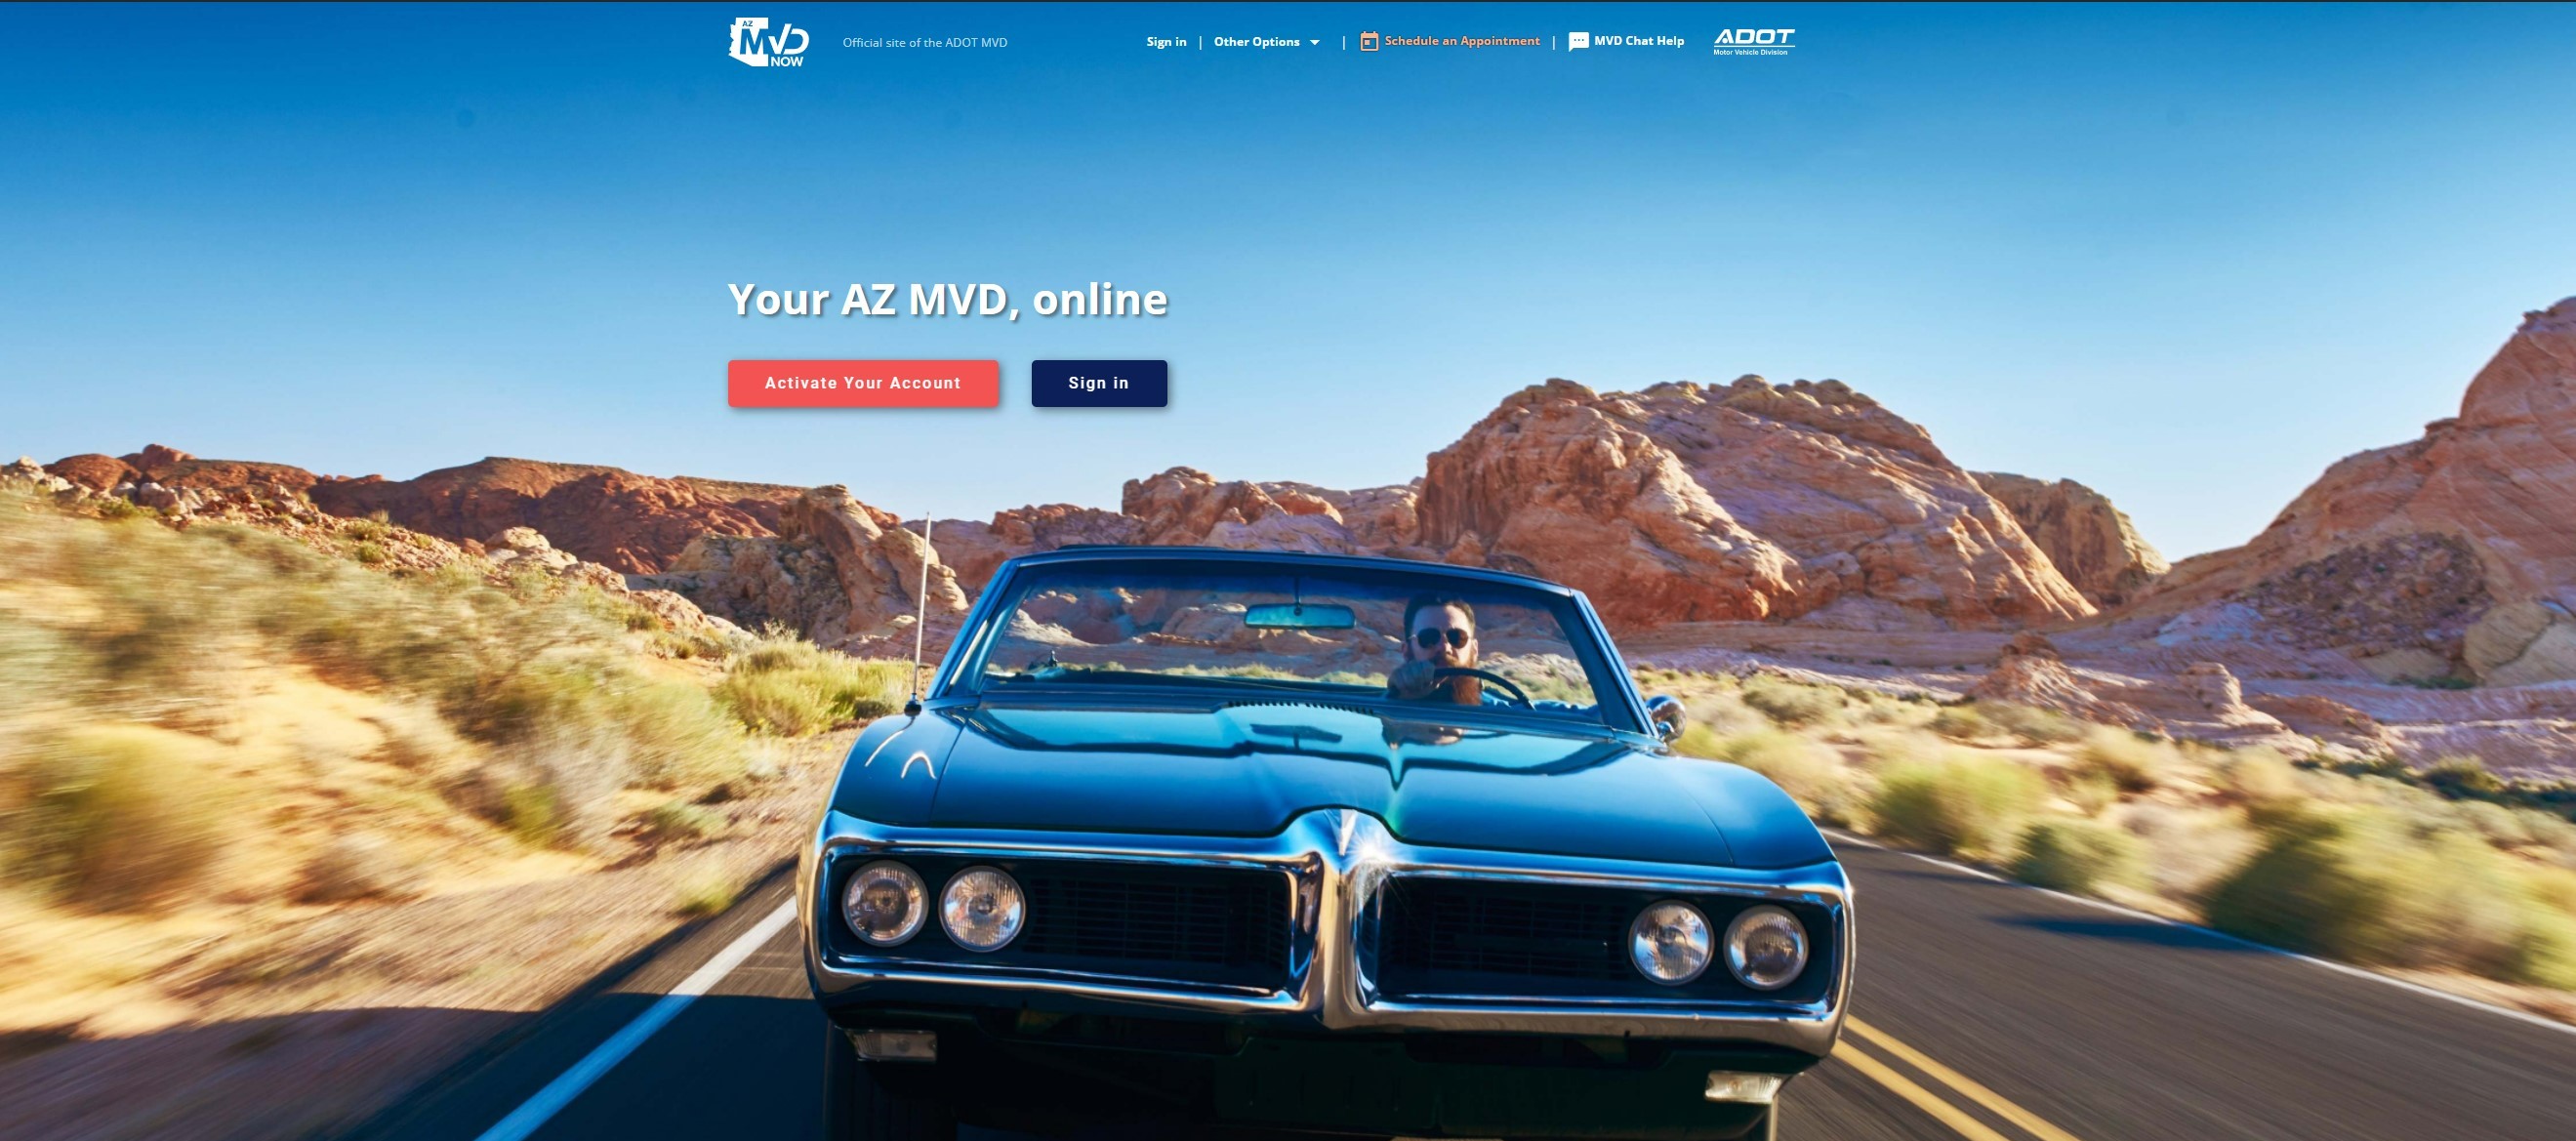 AZ
MVD
NOW
Official site of the ADOT MVD
Sign in | Other Options | Schedule an Appointment | MVD Chat Help
ADOT
Motor Vehicle Division
Your AZ MVD, online
Activate Your Account
Sign in